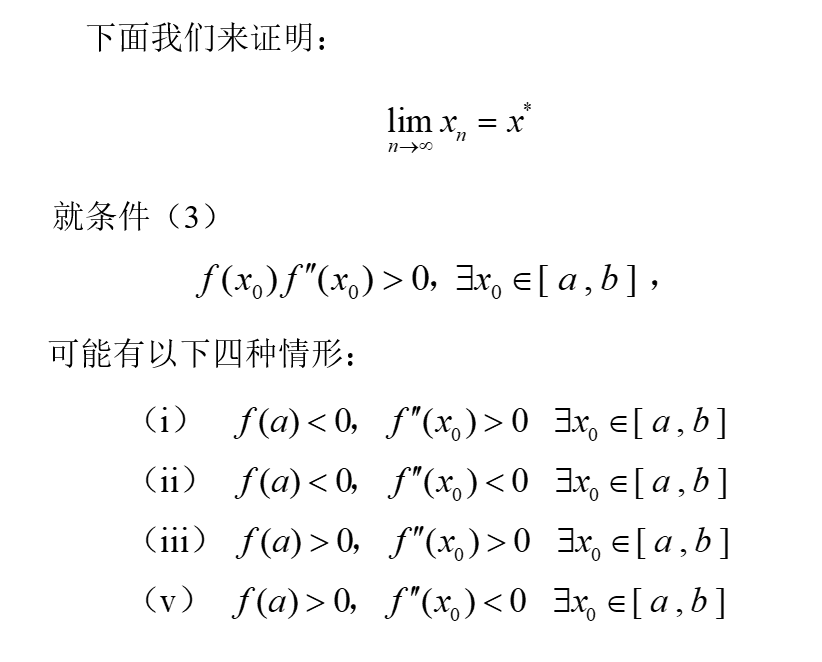 下面我们来证明:
lim x_n = x^*
n→∞
就条件（3）
f(x_0)f″(x_0)>0, ∃x_0∈[a,b],
可能有以下四种情形:
（i） f(a)<0, f″(x_0)>0 ∃x_0∈[a,b]
（ii） f(a)<0, f″(x_0)<0 ∃x_0∈[a,b]
（iii） f(a)>0, f″(x_0)>0 ∃x_0∈[a,b]
（v） f(a)>0, f″(x_0)<0 ∃x_0∈[a,b]